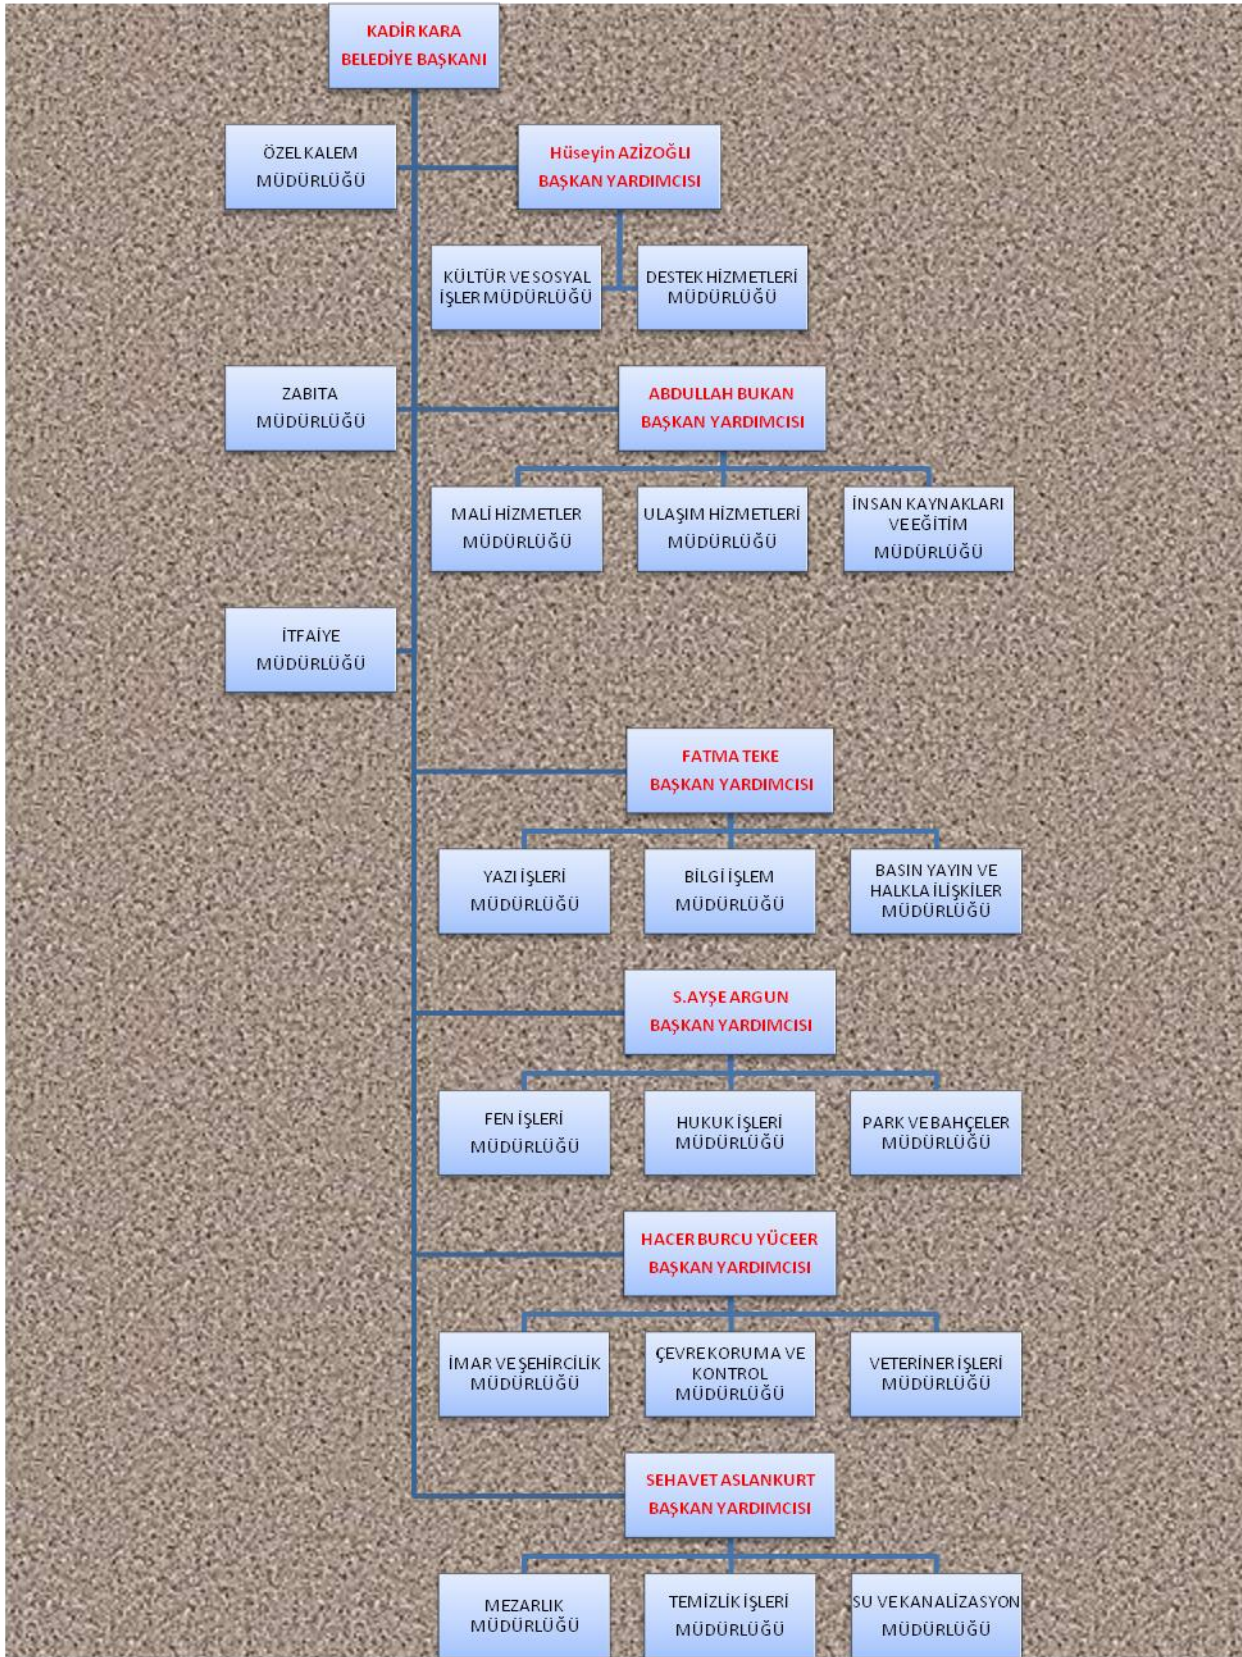 KADİR KARA
BELEDİYE BAŞKANI
ÖZEL KALEM
MÜDÜRLÜĞÜ
Hüseyin AZİZOĞLI
BAŞKAN YARDIMCISI
KÜLTÜR VE SOSYAL
İŞLER MÜDÜRLÜĞÜ
DESTEK HİZMETLERİ
MÜDÜRLÜĞÜ
ZABITA
MÜDÜRLÜĞÜ
ABDULLAH BUKAN
BAŞKAN YARDIMCISI
MALİ HİZMETLER
MÜDÜRLÜĞÜ
ULAŞIM HİZMETLERİ
MÜDÜRLÜĞÜ
İNSAN KAYNAKLARI
VE EĞİTİM
MÜDÜRLÜĞÜ
İTFAİYE
MÜDÜRLÜĞÜ
FATMA TEKE
BAŞKAN YARDIMCISI
YAZI İŞLERİ
MÜDÜRLÜĞÜ
BİLGİ İŞLEM
MÜDÜRLÜĞÜ
BASIN YAYIN VE
HALKLA İLİŞKİLER
MÜDÜRLÜĞÜ
S.AYŞE ARGUN
BAŞKAN YARDIMCISI
FEN İŞLERİ
MÜDÜRLÜĞÜ
HUKUK İŞLERİ
MÜDÜRLÜĞÜ
PARK VE BAHÇELER
MÜDÜRLÜĞÜ
HACER BURCU YÜCEER
BAŞKAN YARDIMCISI
İMAR VE ŞEHİRCİLİK
MÜDÜRLÜĞÜ
ÇEVRE KORUMA VE
KONTROL
MÜDÜRLÜĞÜ
VETERİNER İŞLERİ
MÜDÜRLÜĞÜ
SEHAVET ASLANKURT
BAŞKAN YARDIMCISI
MEZARLIK
MÜDÜRLÜĞÜ
TEMİZLİK İŞLERİ
MÜDÜRLÜĞÜ
SU VE KANALİZASYON
MÜDÜRLÜĞÜ